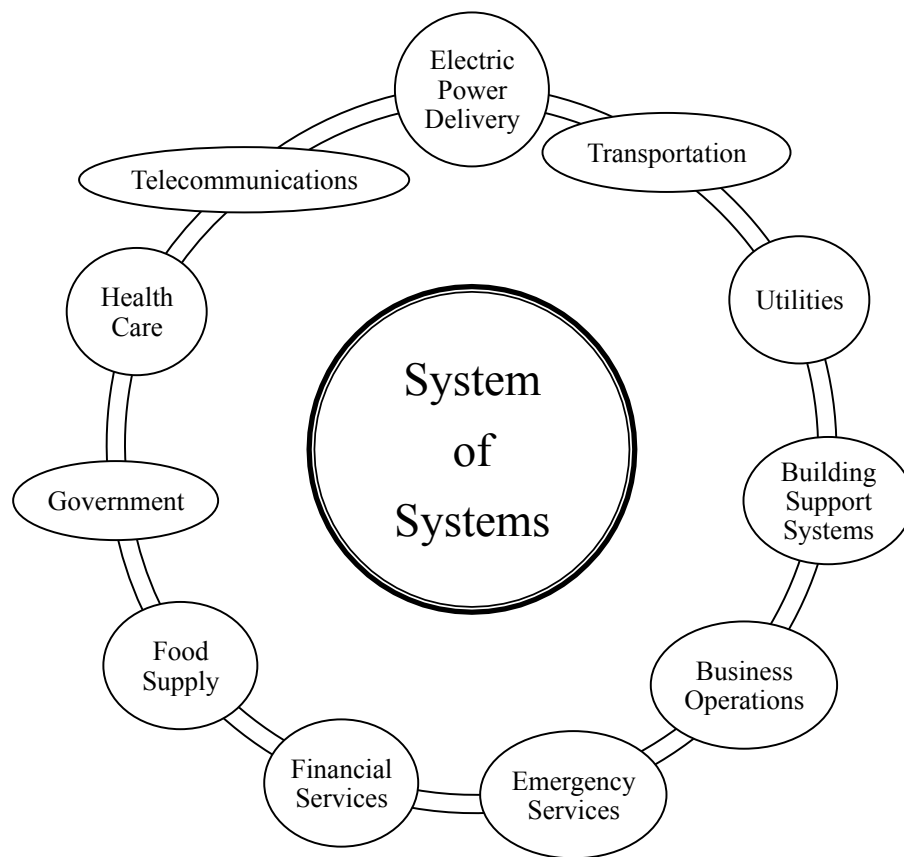 Electric
Power
Delivery
Transportation
Telecommunications
Health
Care
Utilities
System
of
Systems
Government
Building
Support
Systems
Food
Supply
Business
Operations
Financial
Services
Emergency
Services